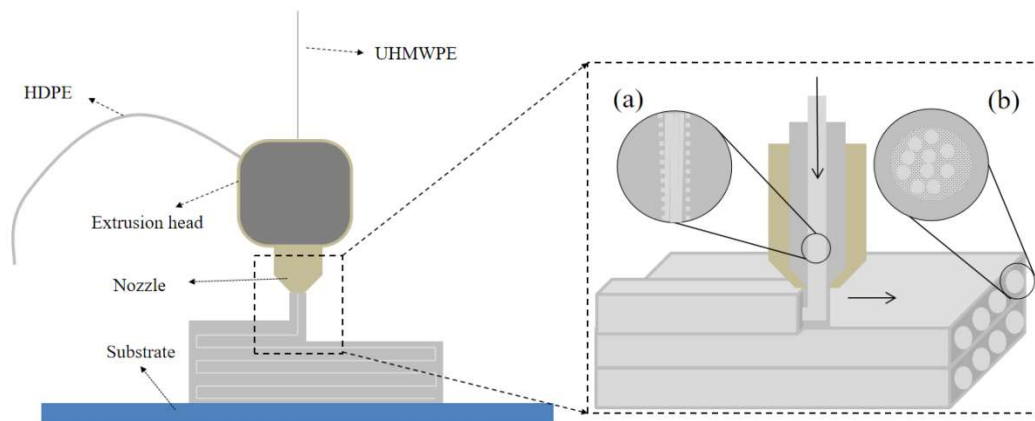 UHMWPE
HDPE
(a)
(b)
Extrusion head
Nozzle
Substrate